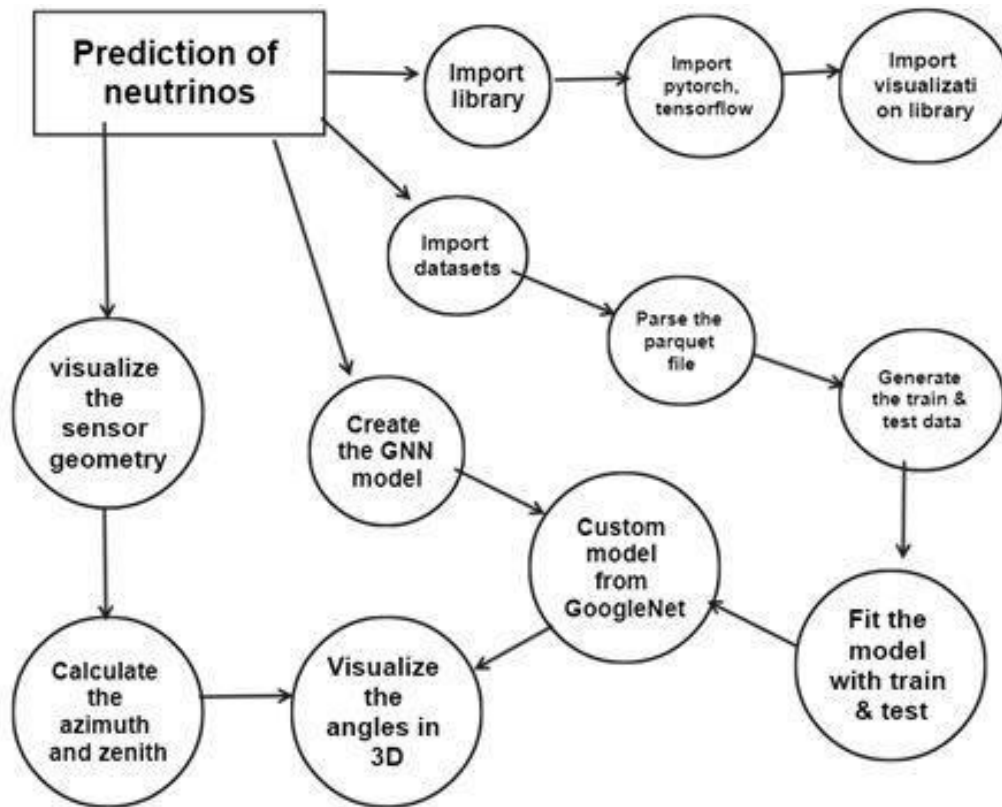 Prediction of
neutrinos
Import
library
Import
pytorch,
tensorflow
Import
visualizati
on library
Import
datasets
Parse the
parquet
file
Generate
the train &
test data
visualize
the
sensor
geometry
Create
the GNN
model
Custom
model
from
GoogleNet
Fit the
model
with train
& test
Calculate
the
azimuth
and zenith
Visualize
the
angles in
3D